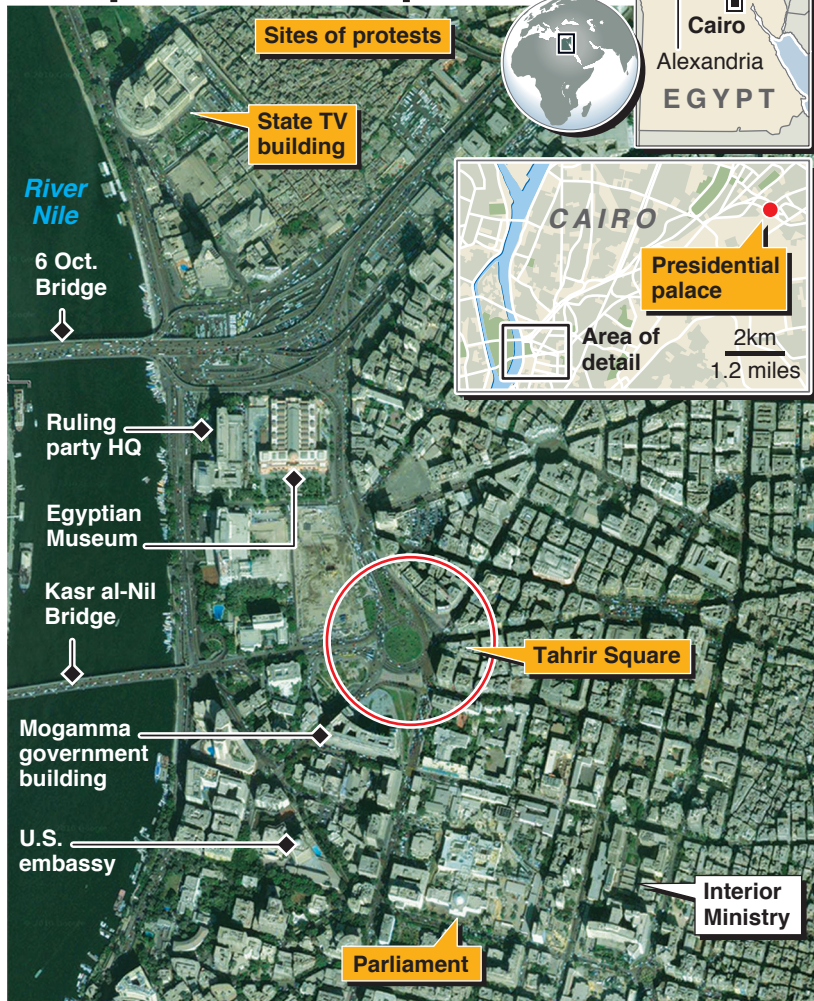 Sites of protests
Cairo
Alexandria
EGYPT
State TV
building
River
Nile
CAIRO
6 Oct.
Bridge
Presidential
palace
Area of
detail
2km
1.2 miles
Ruling
party HQ
Egyptian
Museum
Kasr al-Nil
Bridge
Tahrir Square
Mogamma
government
building
U.S.
embassy
Interior
Ministry
Parliament